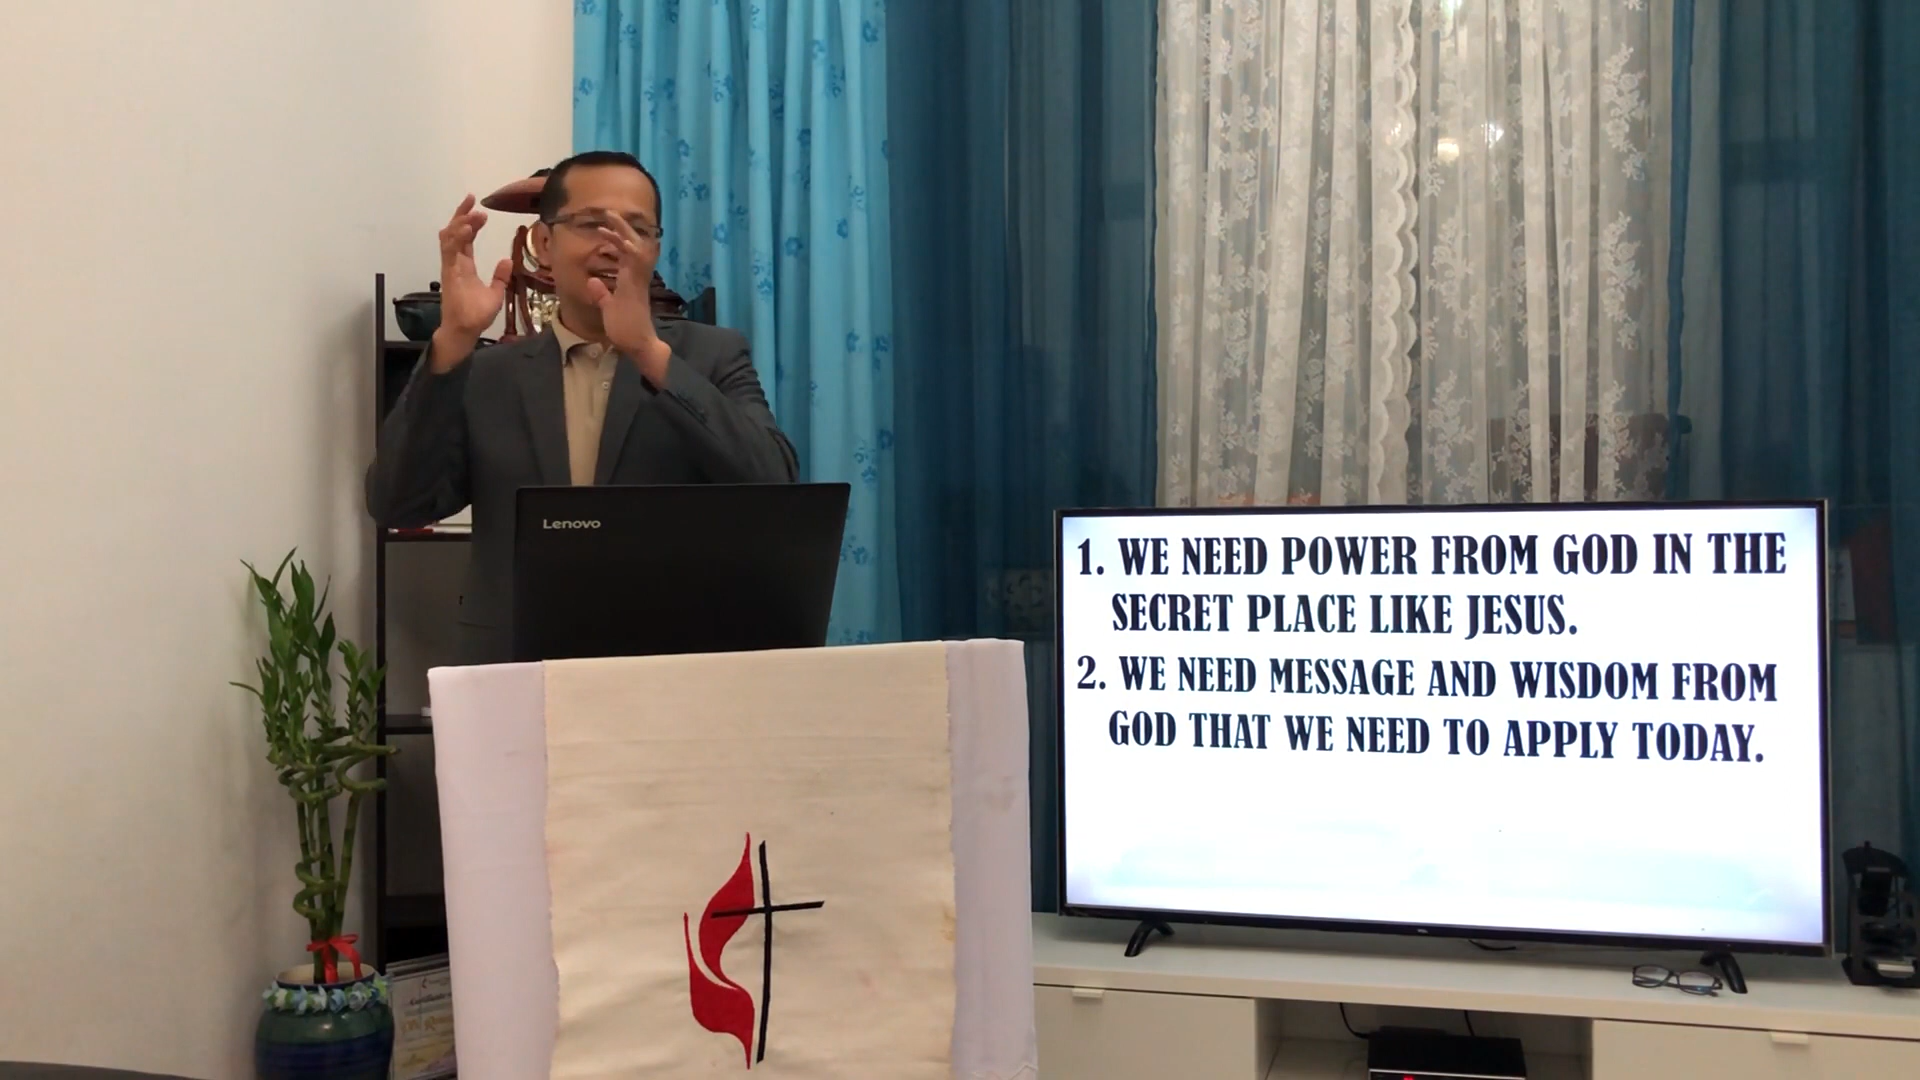 Lenovo
1. WE NEED POWER FROM GOD IN THE
SECRET PLACE LIKE JESUS.
2. WE NEED MESSAGE AND WISDOM FROM
GOD THAT WE NEED TO APPLY TODAY.
TCL